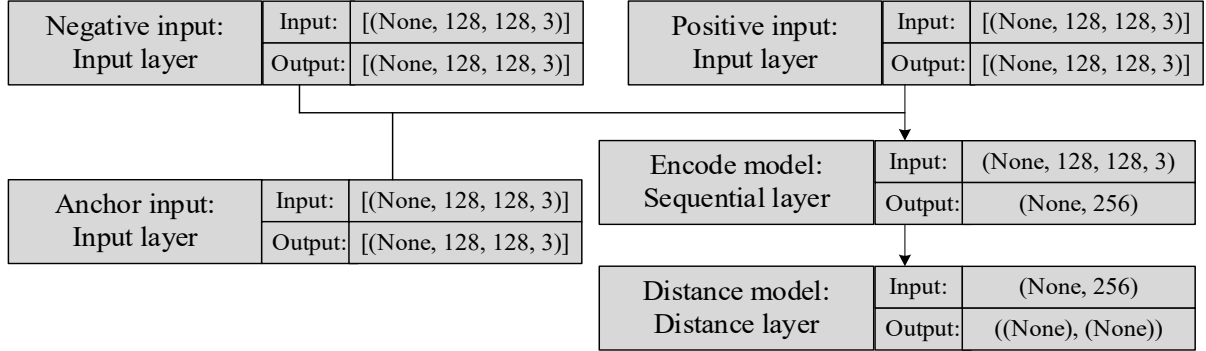 Negative input:
Input layer
Input:
[(None, 128, 128, 3)]
Output:
[(None, 128, 128, 3)]
Positive input:
Input layer
Input:
[(None, 128, 128, 3)]
Output:
[(None, 128, 128, 3)]
Anchor input:
Input layer
Input:
[(None, 128, 128, 3)]
Output:
[(None, 128, 128, 3)]
Encode model:
Sequential layer
Input:
(None, 128, 128, 3)
Output:
(None, 256)
Distance model:
Distance layer
Input:
(None, 256)
Output:
((None), (None))